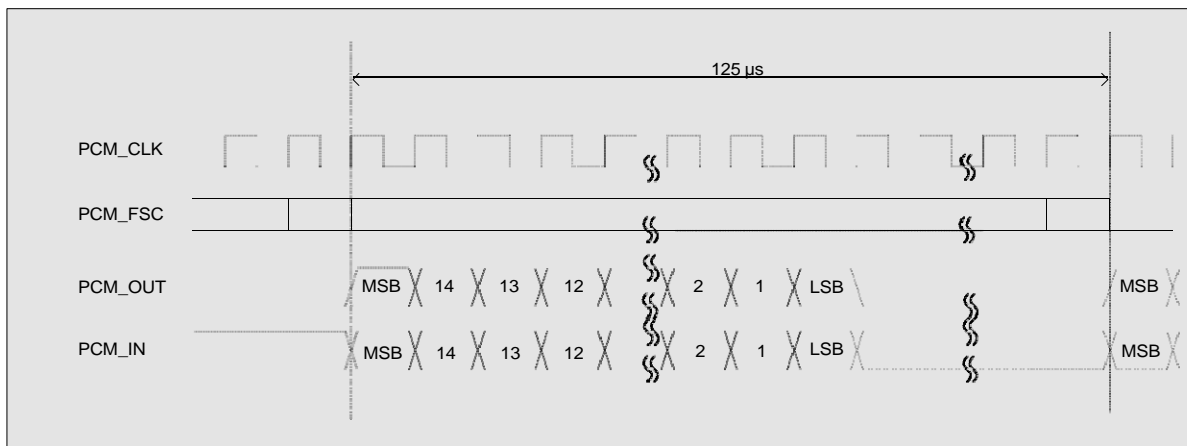 125 µs
PCM_CLK
PCM_FSC
PCM_OUT MSB 14 13 12 2 1 LSB MSB
PCM_IN MSB 14 13 12 2 1 LSB MSB